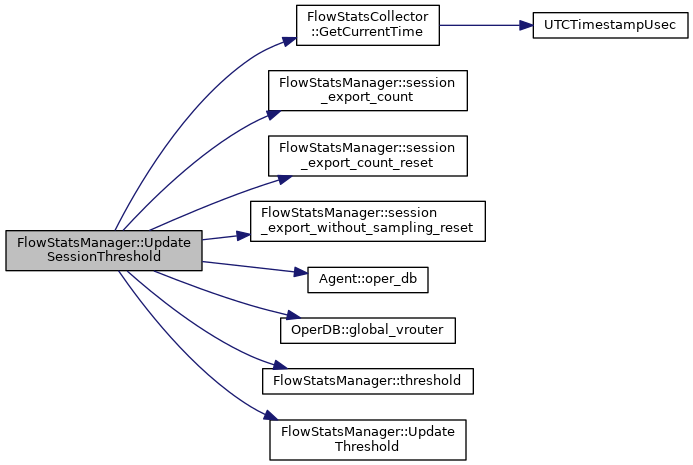 FlowStatsCollector
::GetCurrentTime
UTCTimestampUsec
FlowStatsManager::session
_export_count
FlowStatsManager::session
_export_count_reset
FlowStatsManager::session
_export_without_sampling_reset
FlowStatsManager::Update
SessionThreshold
Agent::oper_db
OperDB::global_vrouter
FlowStatsManager::threshold
FlowStatsManager::Update
Threshold